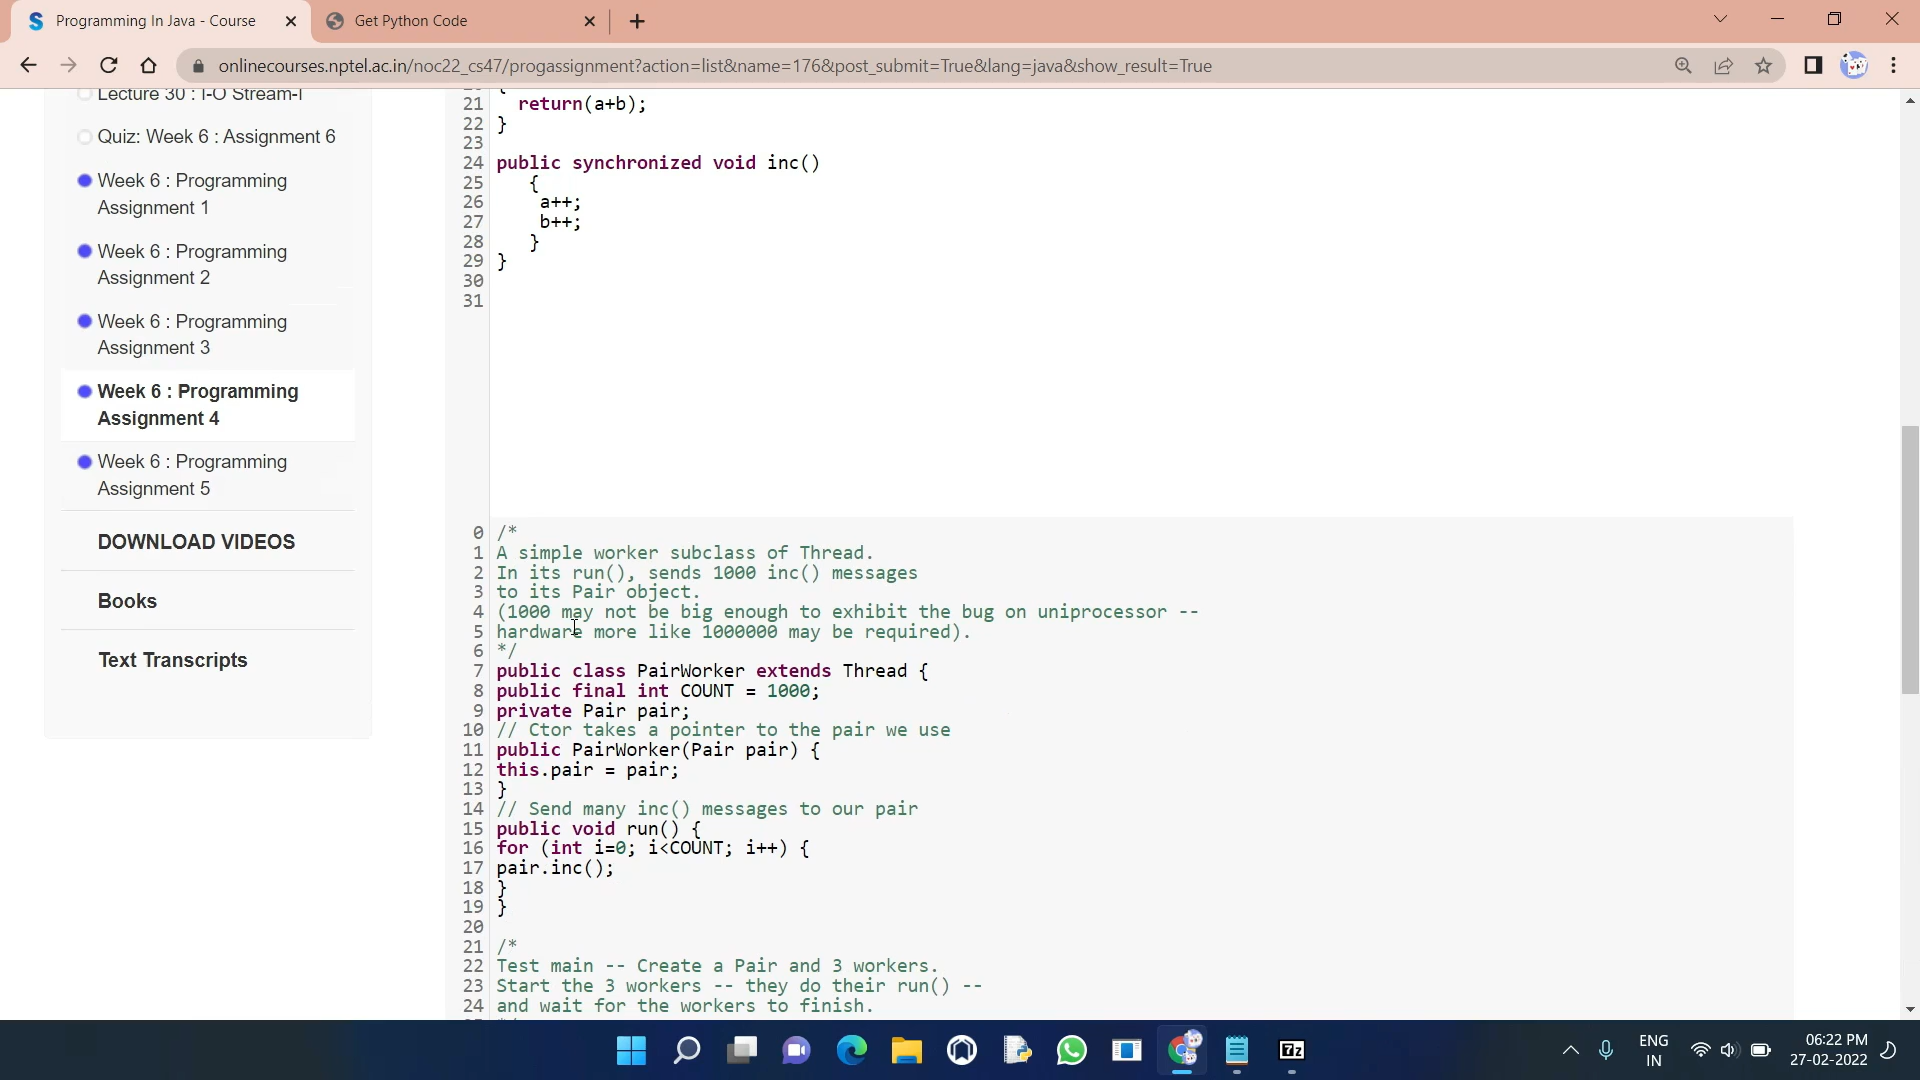 Programming In Java - Course
Get Python Code
onlinecourses.nptel.ac.in/noc22_cs47/progassignment?action=list&name=176&post_submit=True&lang=java&show_result=True
Lecture 30 : I-O Stream-I
Quiz: Week 6 : Assignment 6
Week 6 : Programming
Assignment 1
Week 6 : Programming
Assignment 2
Week 6 : Programming
Assignment 3
Week 6 : Programming
Assignment 4
Week 6 : Programming
Assignment 5
DOWNLOAD VIDEOS
Books
Text Transcripts
20 {
21 return(a+b);
22 }
23
24 public synchronized void inc()
25 {
26 a++;
27 b++;
28 }
29 }
30
31
0 /*
1 A simple worker subclass of Thread.
2 In its run(), sends 1000 inc() messages
3 to its Pair object.
4 (1000 may not be big enough to exhibit the bug on uniprocessor --
5 hardware more like 1000000 may be required).
6 */
7 public class PairWorker extends Thread {
8 public final int COUNT = 1000;
9 private Pair pair;
10 // Ctor takes a pointer to the pair we use
11 public PairWorker(Pair pair) {
12 this.pair = pair;
13 }
14 // Send many inc() messages to our pair
15 public void run() {
16 for (int i=0; i<COUNT; i++) {
17 pair.inc();
18 }
19 }
20
21 /*
22 Test main -- Create a Pair and 3 workers.
23 Start the 3 workers -- they do their run() --
24 and wait for the workers to finish.
ENG
IN
06:22 PM
27-02-2022